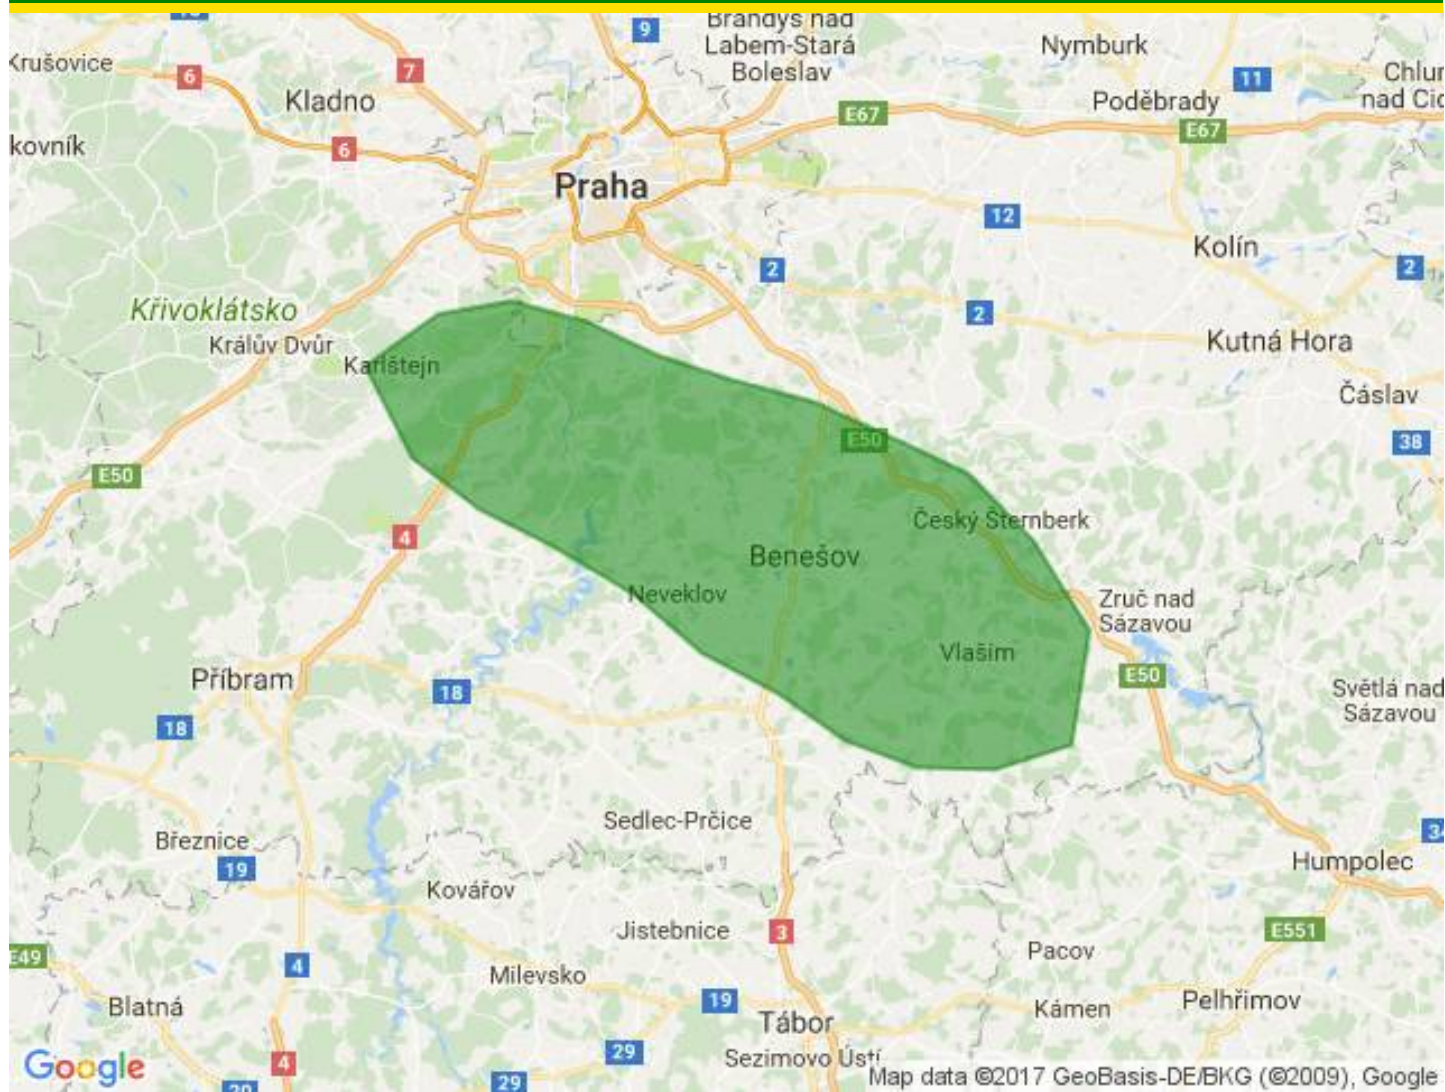 9
Brandýs nad
Labem-Stará
Boleslav
Nymburk
Krušovice
6
7
11
Kladno
Poděbrady
E67
E67
kovník
6
Praha
12
Kolín
2
2
Křivoklátsko
2
Králův Dvůr
Kutná Hora
Karlštejn
Čáslav
E50
38
E50
Český Šternberk
4
Benešov
Neveklov
Zruč nad
Sázavou
Vlašim
Příbram
18
E50
Světlá nad
Sázavou
18
Sedlec-Prčice
Březnice
19
Humpolec
Kovářov
Jistebnice
3
E551
Pacov
E49
4
Milevsko
19
Blatná
Kámen
Pelhřimov
Tábor
29
Sezimovo Ústí
4
Google
29
20
Map data ©2017 GeoBasis-DE/BKG (©2009), Google